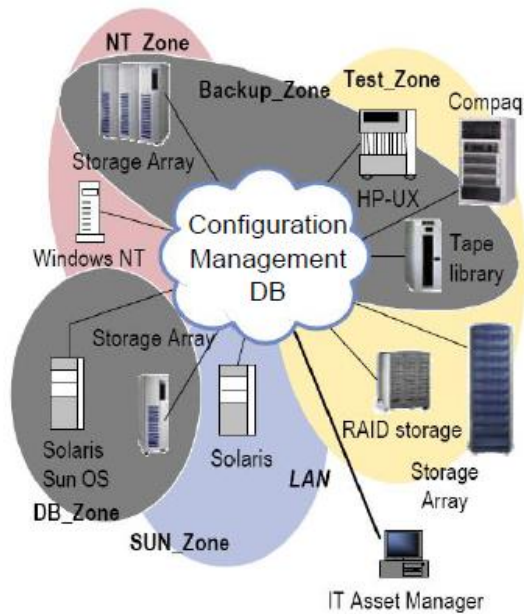 NT_Zone
Backup_Zone
Test_Zone
Compaq
Storage Array
HP-UX
Configuration
Management
DB
Windows NT
Tape
library
Storage Array
Solaris
Sun OS
Solaris
RAID storage
Storage
Array
LAN
DB_Zone
SUN_Zone
IT Asset Manager